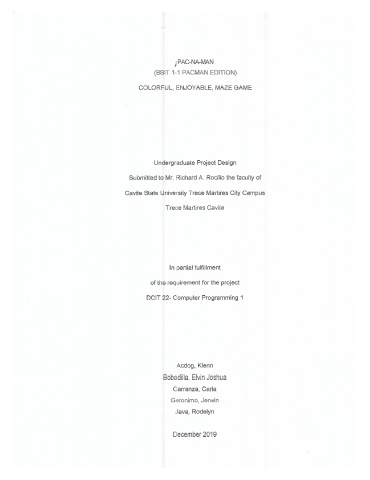 ¡PAC-NA-MAN
(BSIT 1-1 PACMAN EDITION)
COLORFUL, ENJOYABLE, MAZE GAME
Undergraduate Project Design
Submitted to Mr. Richard A. Rocillo the faculty of
Cavite State University Trece Martires City Campus
Trece Martires Cavite
In partial fulfillment
of the requirement for the project
DCIT 22- Computer Programming 1
Acdog, Klenn
Bobadilla, Elvin Joshua
Carranza, Carla
Geronimo, Jerwin
Java, Rodelyn
December 2019